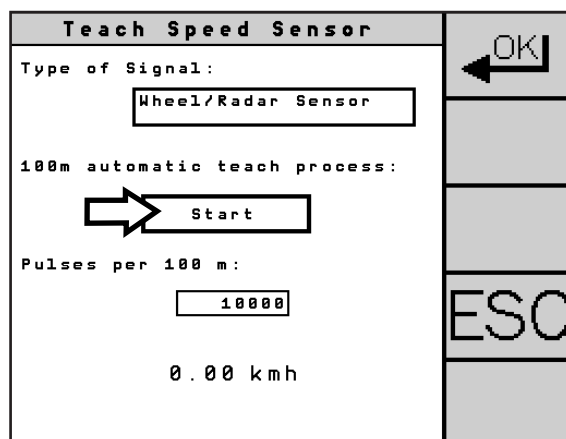 Teach Speed Sensor
OK
Type of Signal:
Wheel/Radar Sensor
100m automatic teach process:
Start
Pulses per 100 m:
10000
ESC
0.00 kmh